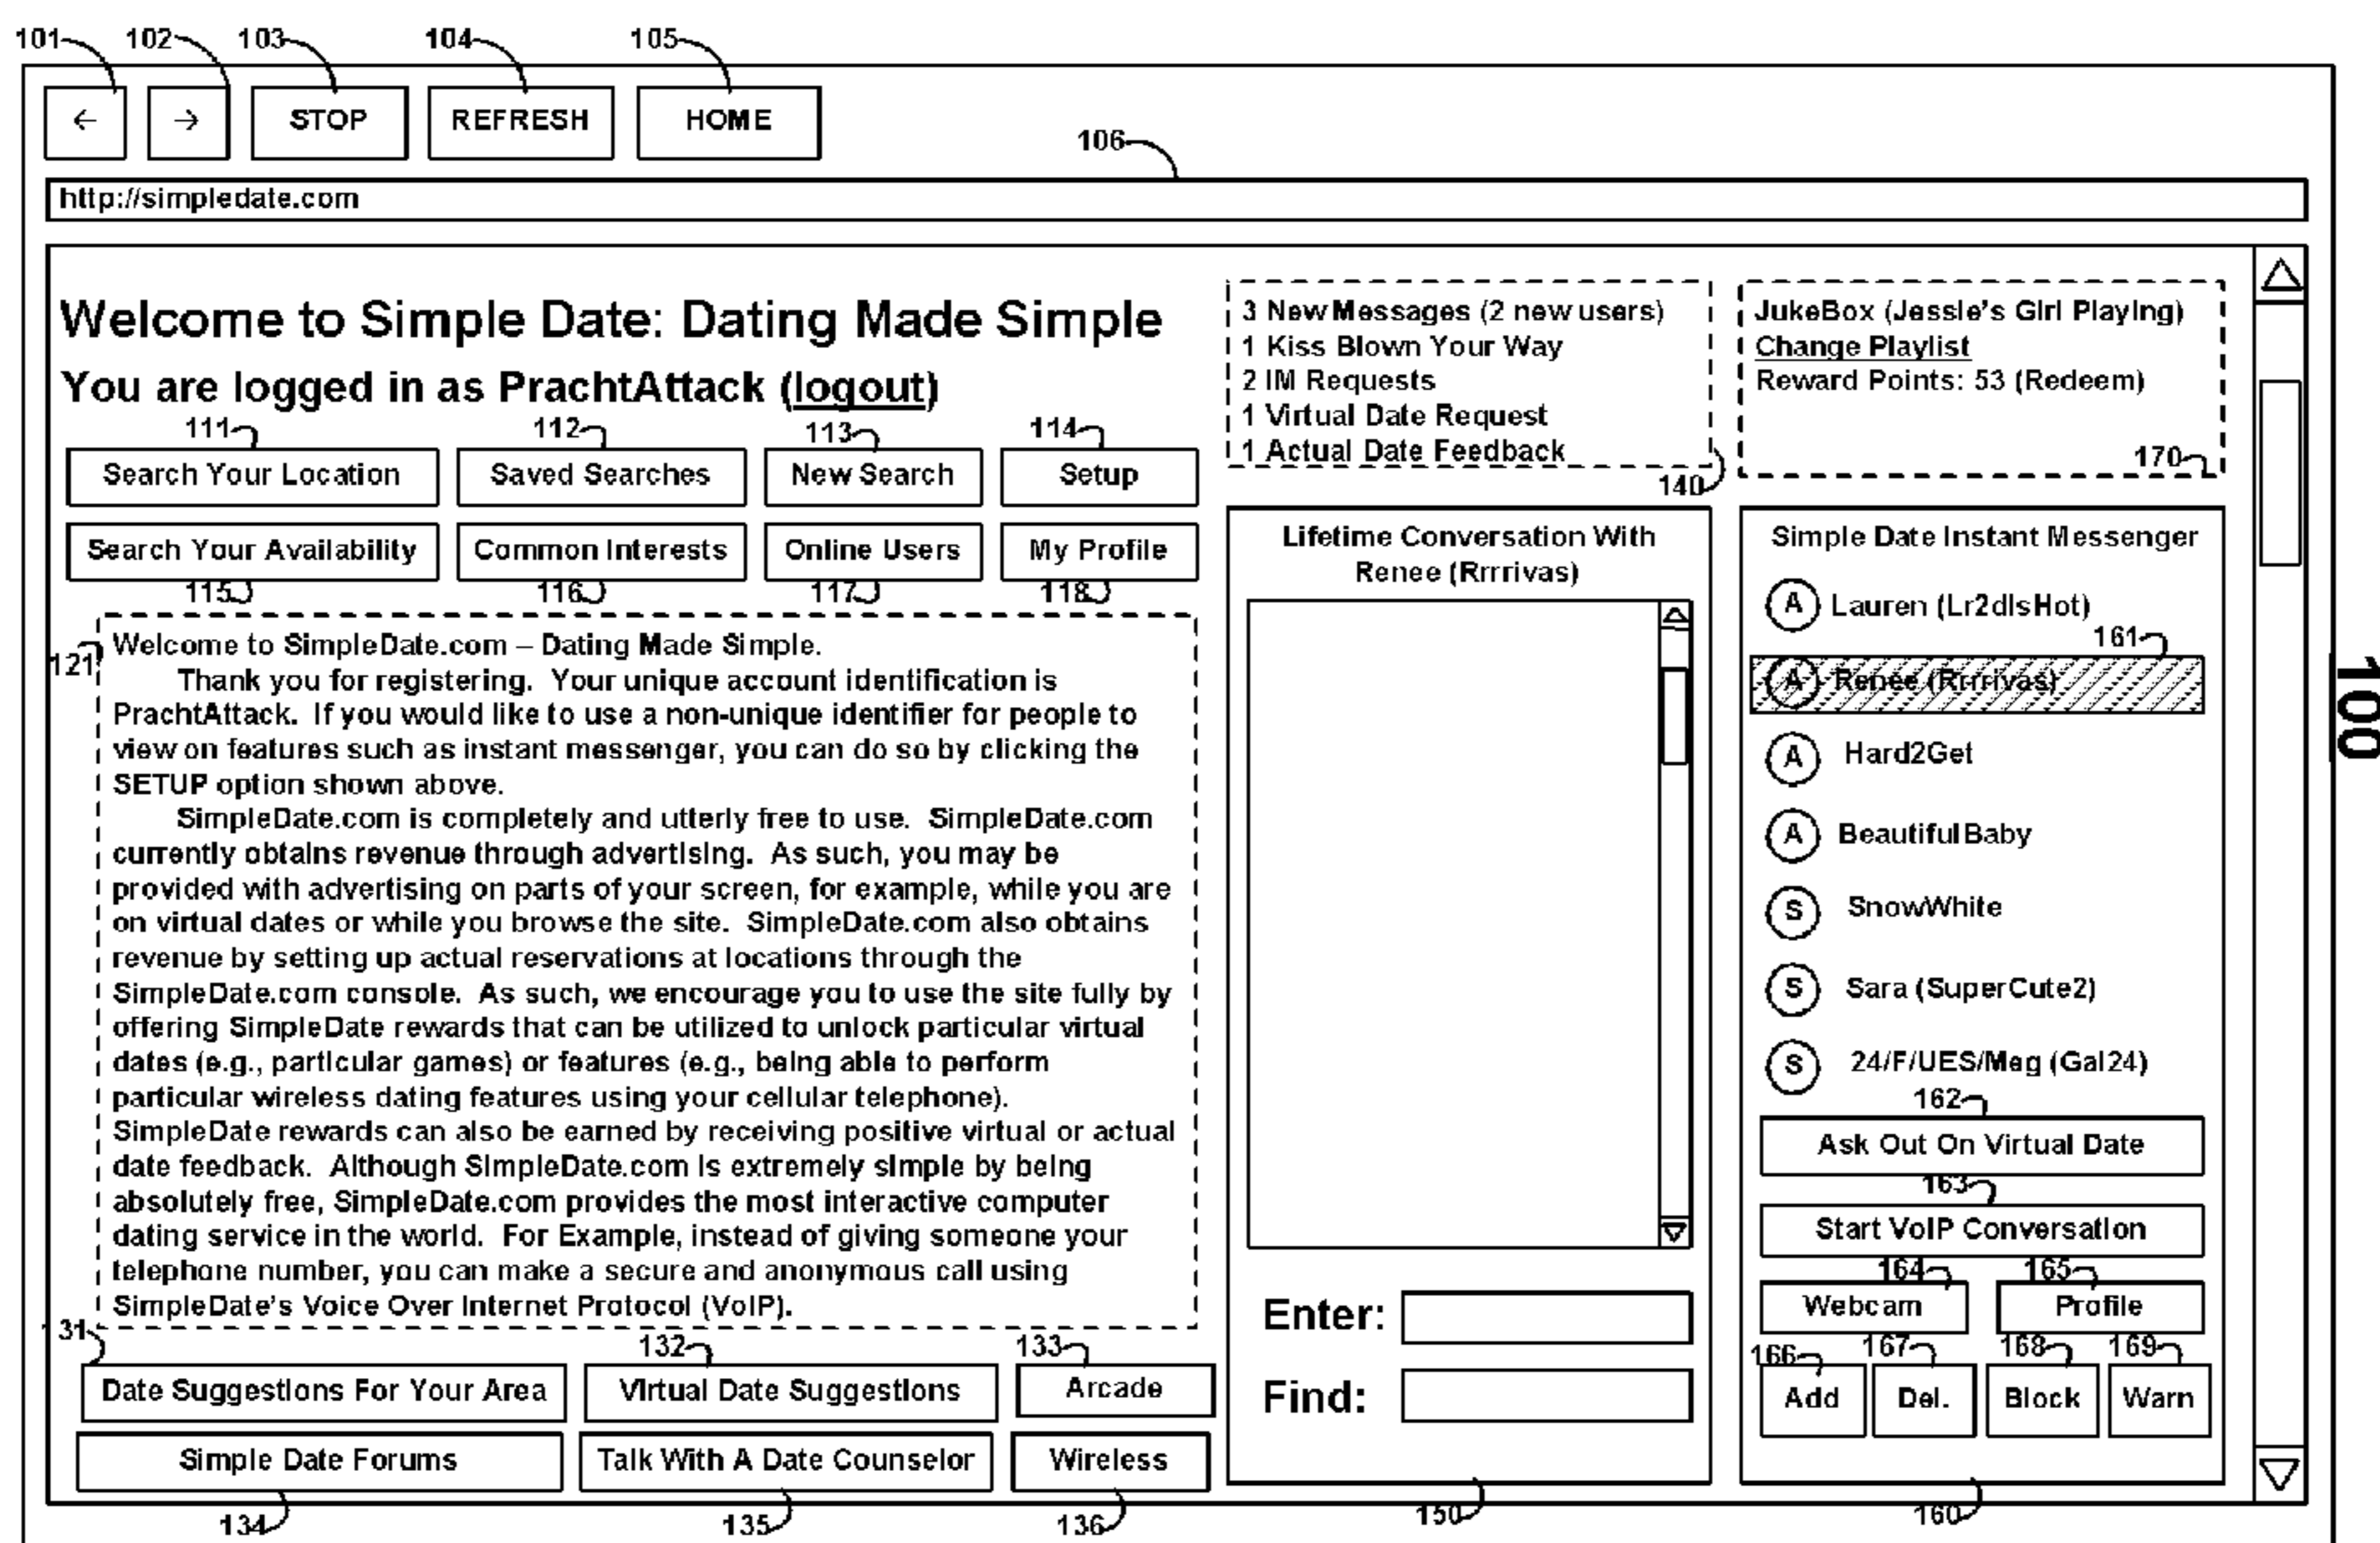 101 102 103 104 105
← → STOP REFRESH HOME
106
http://simpledate.com
Welcome to Simple Date: Dating Made Simple
You are logged in as PrachtAttack (logout)
111 112 113 114
Search Your Location Saved Searches New Search Setup
Search Your Availability Common Interests Online Users My Profile
115 116 117 118
121
Welcome to SimpleDate.com – Dating Made Simple.
Thank you for registering. Your unique account identification is
PrachtAttack. If you would like to use a non-unique identifier for people to
view on features such as instant messenger, you can do so by clicking the
SETUP option shown above.
SimpleDate.com is completely and utterly free to use. SimpleDate.com
currently obtains revenue through advertising. As such, you may be
provided with advertising on parts of your screen, for example, while you are
on virtual dates or while you browse the site. SimpleDate.com also obtains
revenue by setting up actual reservations at locations through the
SimpleDate.com console. As such, we encourage you to use the site fully by
offering SimpleDate rewards that can be utilized to unlock particular virtual
dates (e.g., particular games) or features (e.g., being able to perform
particular wireless dating features using your cellular telephone).
SimpleDate rewards can also be earned by receiving positive virtual or actual
date feedback. Although SimpleDate.com is extremely simple by being
absolutely free, SimpleDate.com provides the most interactive computer
dating service in the world. For Example, instead of giving someone your
telephone number, you can make a secure and anonymous call using
SimpleDate's Voice Over Internet Protocol (VoIP).
131 132 133
Date Suggestions For Your Area Virtual Date Suggestions Arcade
Simple Date Forums Talk With A Date Counselor Wireless
134 135 136
3 New Messages (2 new users)
1 Kiss Blown Your Way
2 IM Requests
1 Virtual Date Request
1 Actual Date Feedback
140
JukeBox (Jessie's Girl Playing)
Change Playlist
Reward Points: 53 (Redeem)
170
Lifetime Conversation With
Renee (Rrrrivas)
Enter:
Find:
150
Simple Date Instant Messenger
A Lauren (Lr2dlsHot)
161
A Renee (Rrrrivas)
A Hard2Get
A BeautifulBaby
S SnowWhite
S Sara (SuperCute2)
S 24/F/UES/Meg (Gal24)
162
Ask Out On Virtual Date
163
Start VoIP Conversation
164 165
Webcam Profile
166 167 168 169
Add Del. Block Warn
160
100